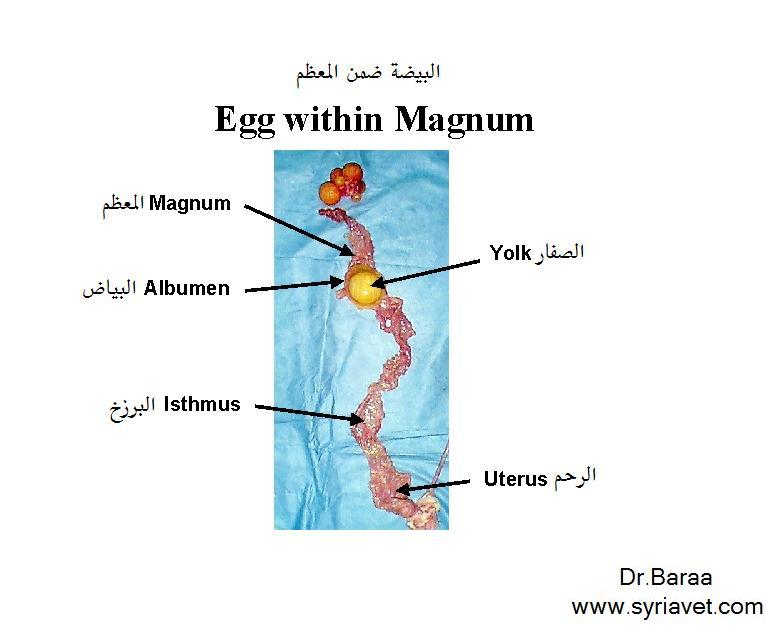 البيضة ضمن المعظم
Egg within Magnum
المعظم Magnum
Yolk الصفار
البياض Albumen
البرزخ Isthmus
Uterus الرحم
Dr.Baraa
www.syriavet.com